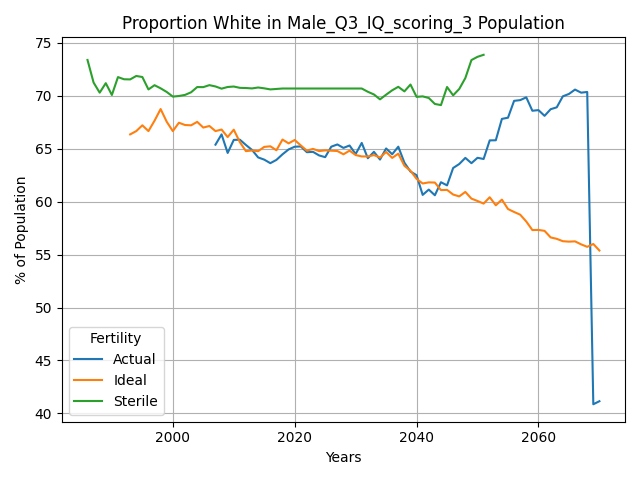 Proportion White in Male_Q3_IQ_scoring_3 Population
75
70
65
60
55
50
45
40
% of Population
Fertility
Actual
Ideal
Sterile
2000
2020
2040
2060
Years